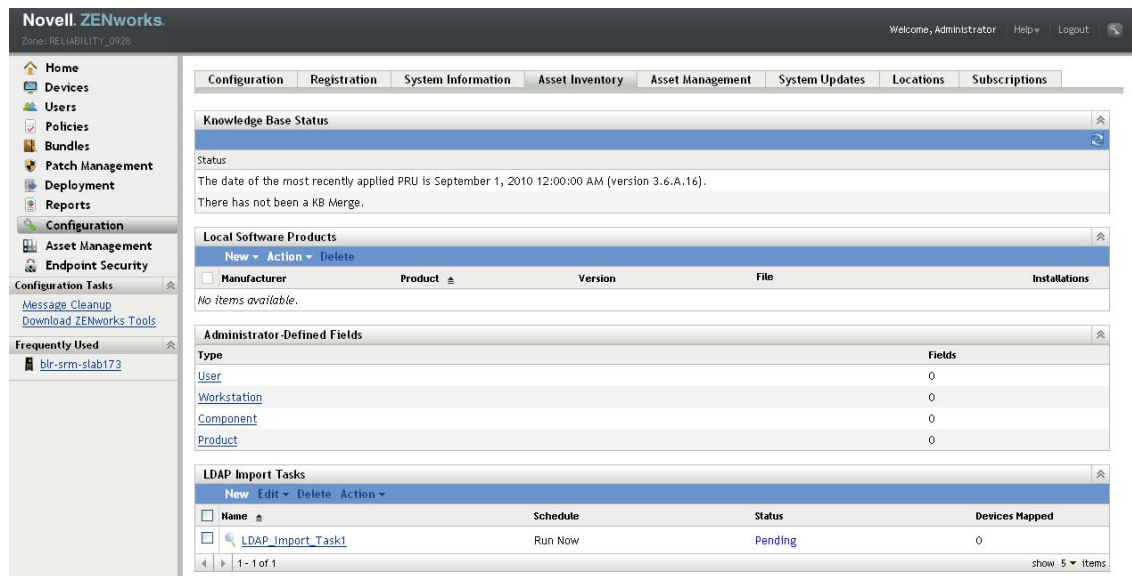 Novell. ZENworks.
Zone: RELIABILITY_0928
Welcome, Administrator Help Logout
Home
Devices
Users
Policies
Bundles
Patch Management
Deployment
Reports
Configuration
Asset Management
Endpoint Security
Configuration Tasks
Message Cleanup
Download ZENworks Tools
Frequently Used
blr-srm-slab173
Configuration Registration System Information Asset Inventory Asset Management System Updates Locations Subscriptions
Knowledge Base Status
Status
The date of the most recently applied PRU is September 1, 2010 12:00:00 AM (version 3.6.A.16).
There has not been a KB Merge.
Local Software Products
New Action Delete
Manufacturer Product Version File Installations
No items available.
Administrator-Defined Fields
Type Fields
User 0
Workstation 0
Component 0
Product 0
LDAP Import Tasks
New Edit Delete Action
Name Schedule Status Devices Mapped
LDAP_Import_Task1 Run Now Pending 0
1 - 1 of 1 show 5 items